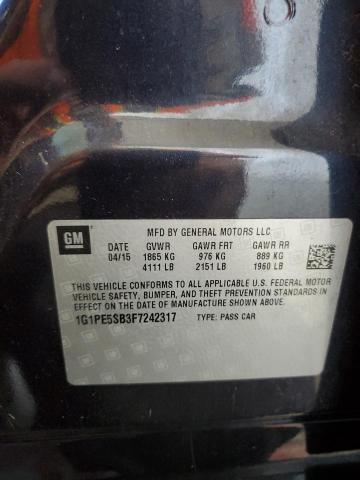 GM
MFD BY GENERAL MOTORS LLC
DATE GVWR GAWR FRT GAWR RR
04/15 1865 KG 976 KG 889 KG
4111 LB 2151 LB 1960 LB
THIS VEHICLE CONFORMS TO ALL APPLICABLE U.S. FEDERAL MOTOR
VEHICLE SAFETY, BUMPER, AND THEFT PREVENTION STANDARDS IN
EFFECT ON THE DATE OF MANUFACTURE SHOWN ABOVE.
1G1PE5SB3F7242317 TYPE: PASS CAR